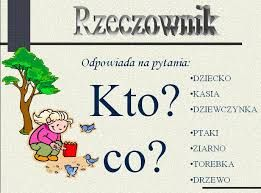 Rzeczownik
Odpowiada na pytania:
Kto?
co?
•DZIECKO
•KASIA
•DZIEWCZYNKA
•PTAKI
•ZIARNO
•TOREBKA
•DRZEWO